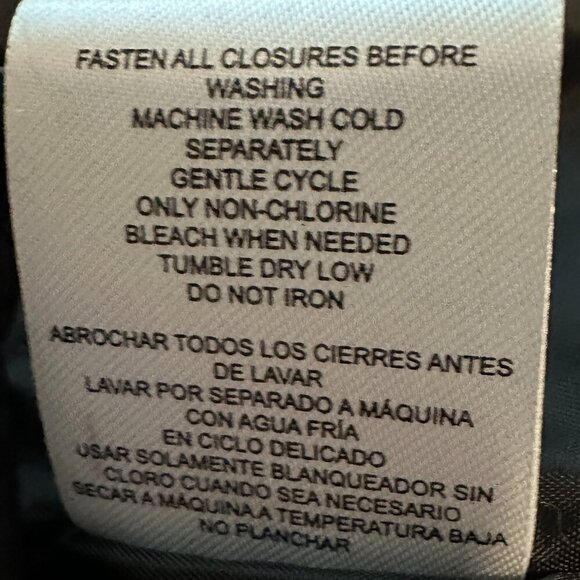 FASTEN ALL CLOSURES BEFORE
WASHING
MACHINE WASH COLD
SEPARATELY
GENTLE CYCLE
ONLY NON-CHLORINE
BLEACH WHEN NEEDED
TUMBLE DRY LOW
DO NOT IRON
ABROCHAR TODOS LOS CIERRES ANTES
DE LAVAR
LAVAR POR SEPARADO A MÁQUINA
CON AGUA FRÍA
EN CICLO DELICADO
USAR SOLAMENTE BLANQUEADOR SIN
CLORO CUANDO SEA NECESARIO
SECAR A MÁQUINA A TEMPERATURA BAJA
NO PLANCHAR